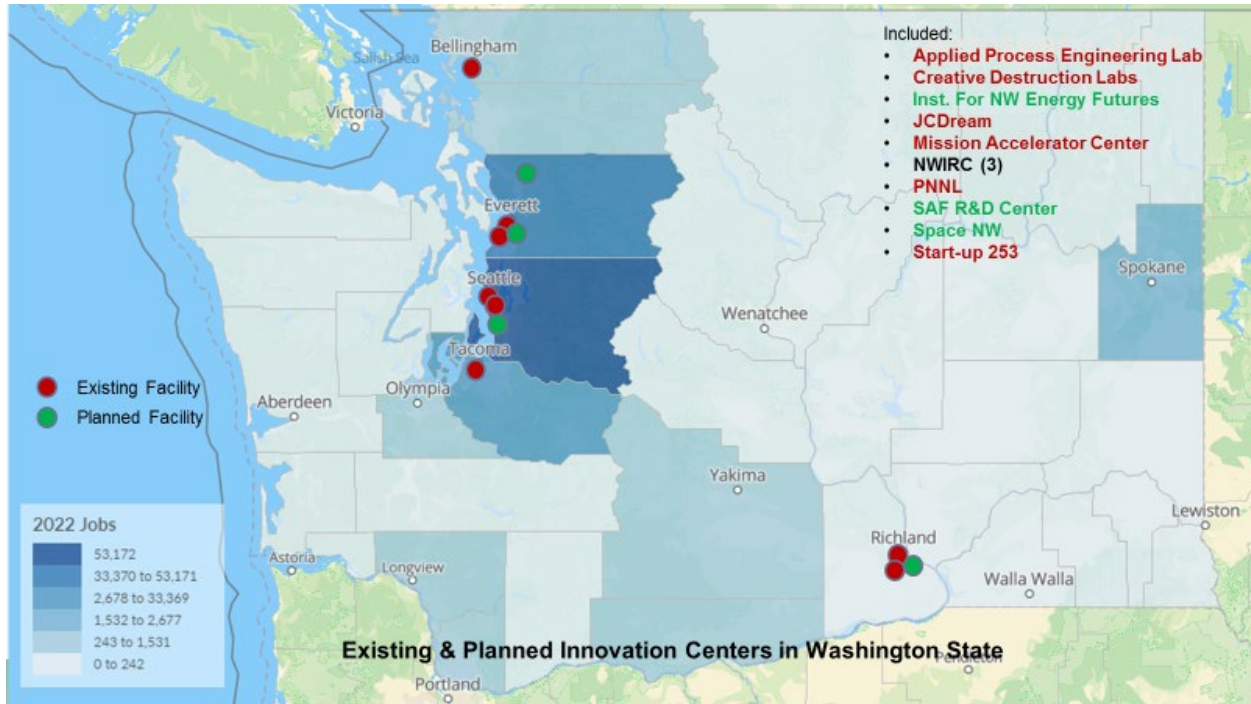 Bellingham
Salish Sea
Victoria
Everett
Seattle
Tacoma
Olympia
Aberdeen
Wenatchee
Spokane
Yakima
Richland
Walla Walla
Lewiston
Astoria
Longview
Portland
Pendleton
Included:
• Applied Process Engineering Lab
• Creative Destruction Labs
• Inst. For NW Energy Futures
• JCDream
• Mission Accelerator Center
• NWIRC (3)
• PNNL
• SAF R&D Center
• Space NW
• Start-up 253
Existing Facility
Planned Facility
2022 Jobs
53,172
33,370 to 53,171
2,678 to 33,369
1,532 to 2,677
243 to 1,531
0 to 242
Existing & Planned Innovation Centers in Washington State